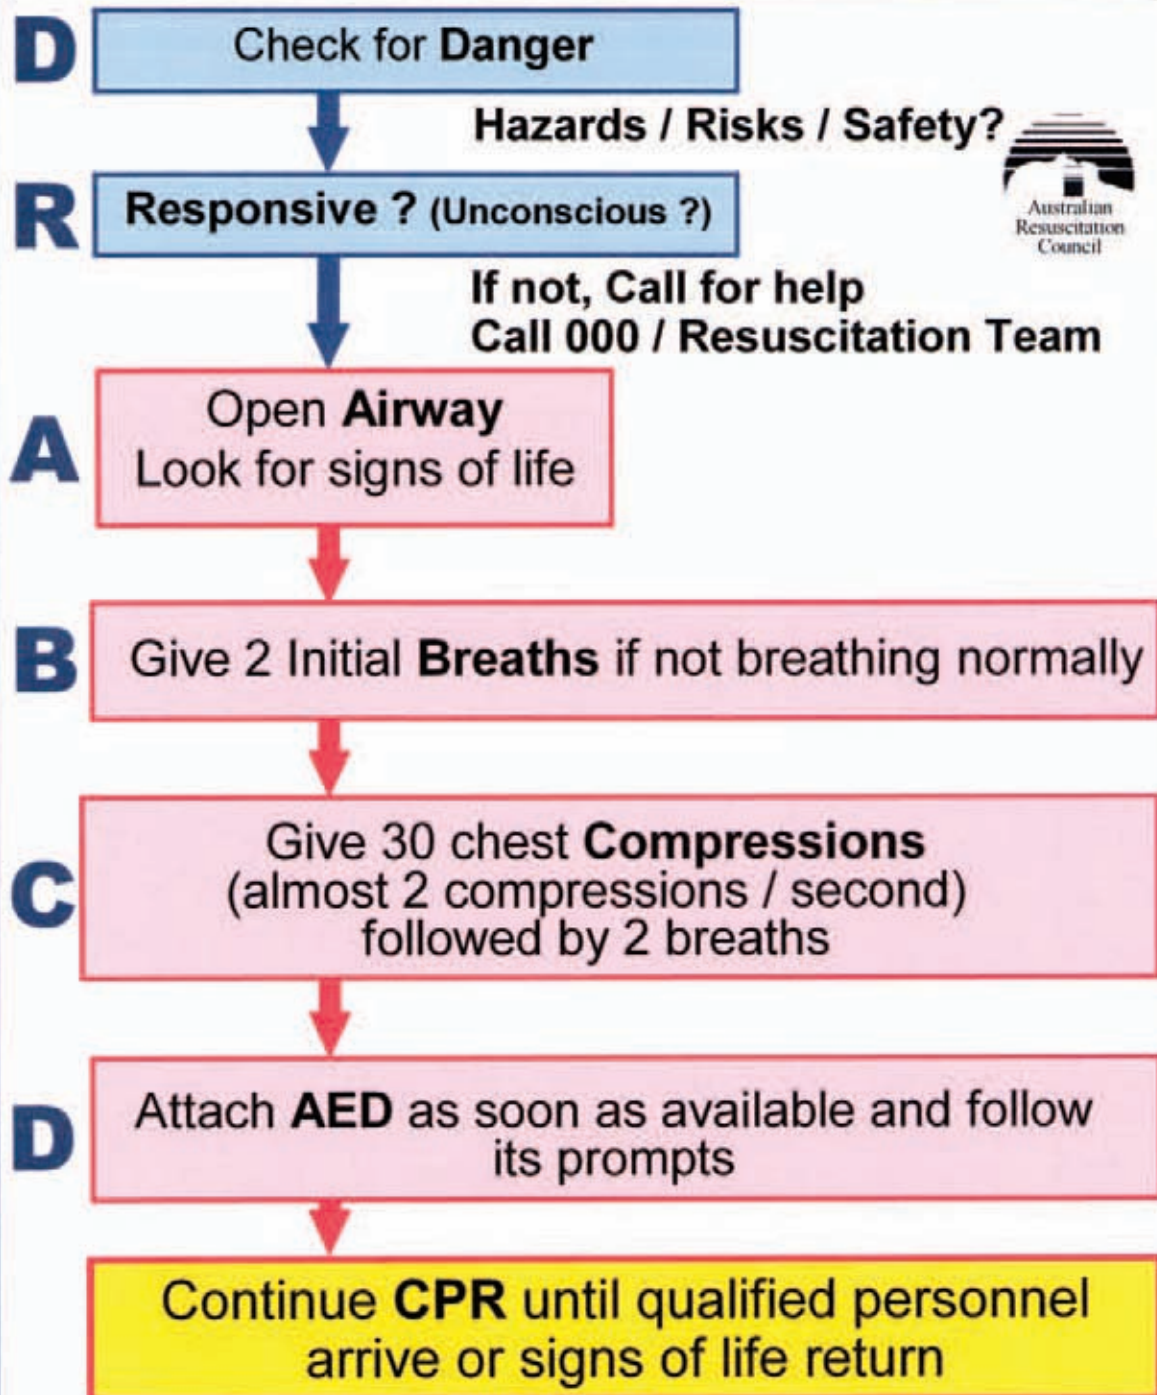 D
Check for Danger
Hazards / Risks / Safety?
Australian
Resuscitation
Council
R
Responsive ? (Unconscious ?)
If not, Call for help
Call 000 / Resuscitation Team
A
Open Airway
Look for signs of life
B
Give 2 Initial Breaths if not breathing normally
C
Give 30 chest Compressions
(almost 2 compressions / second)
followed by 2 breaths
D
Attach AED as soon as available and follow
its prompts
Continue CPR until qualified personnel
arrive or signs of life return